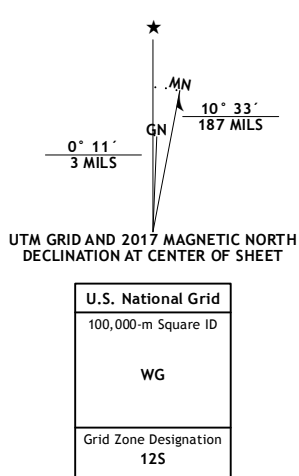 ★
MN
10° 33´
187 MILS
GN
0° 11´
3 MILS
UTM GRID AND 2017 MAGNETIC NORTH
DECLINATION AT CENTER OF SHEET
U.S. National Grid
100,000-m Square ID
WG
Grid Zone Designation
12S